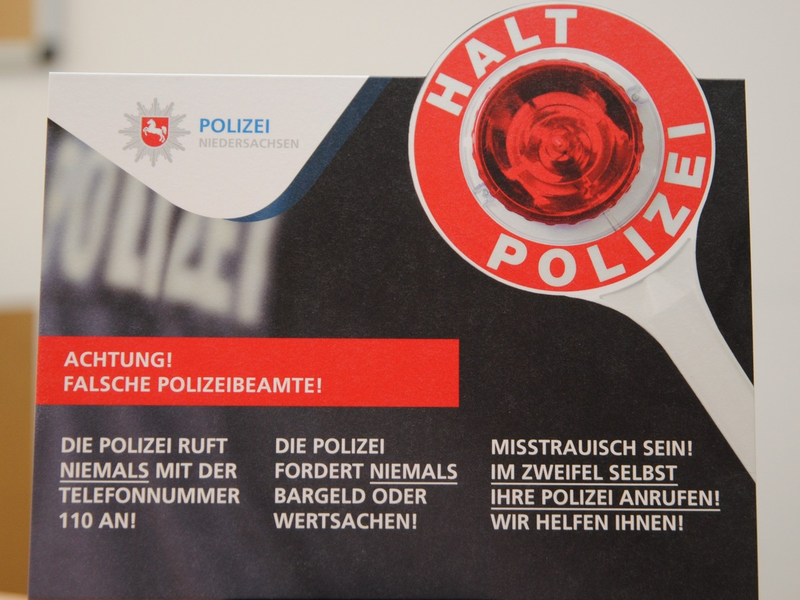 HALT
POLIZEI
POLIZEI
NIEDERSACHSEN
POLIZEI
ACHTUNG!
FALSCHE POLIZEIBEAMTE!
DIE POLIZEI RUFT
NIEMALS MIT DER
TELEFONNUMMER
110 AN!
DIE POLIZEI
FORDERT NIEMALS
BARGELD ODER
WERTSACHEN!
MISSTRAUISCH SEIN!
IM ZWEIFEL SELBST
IHRE POLIZEI ANRUFEN!
WIR HELFEN IHNEN!